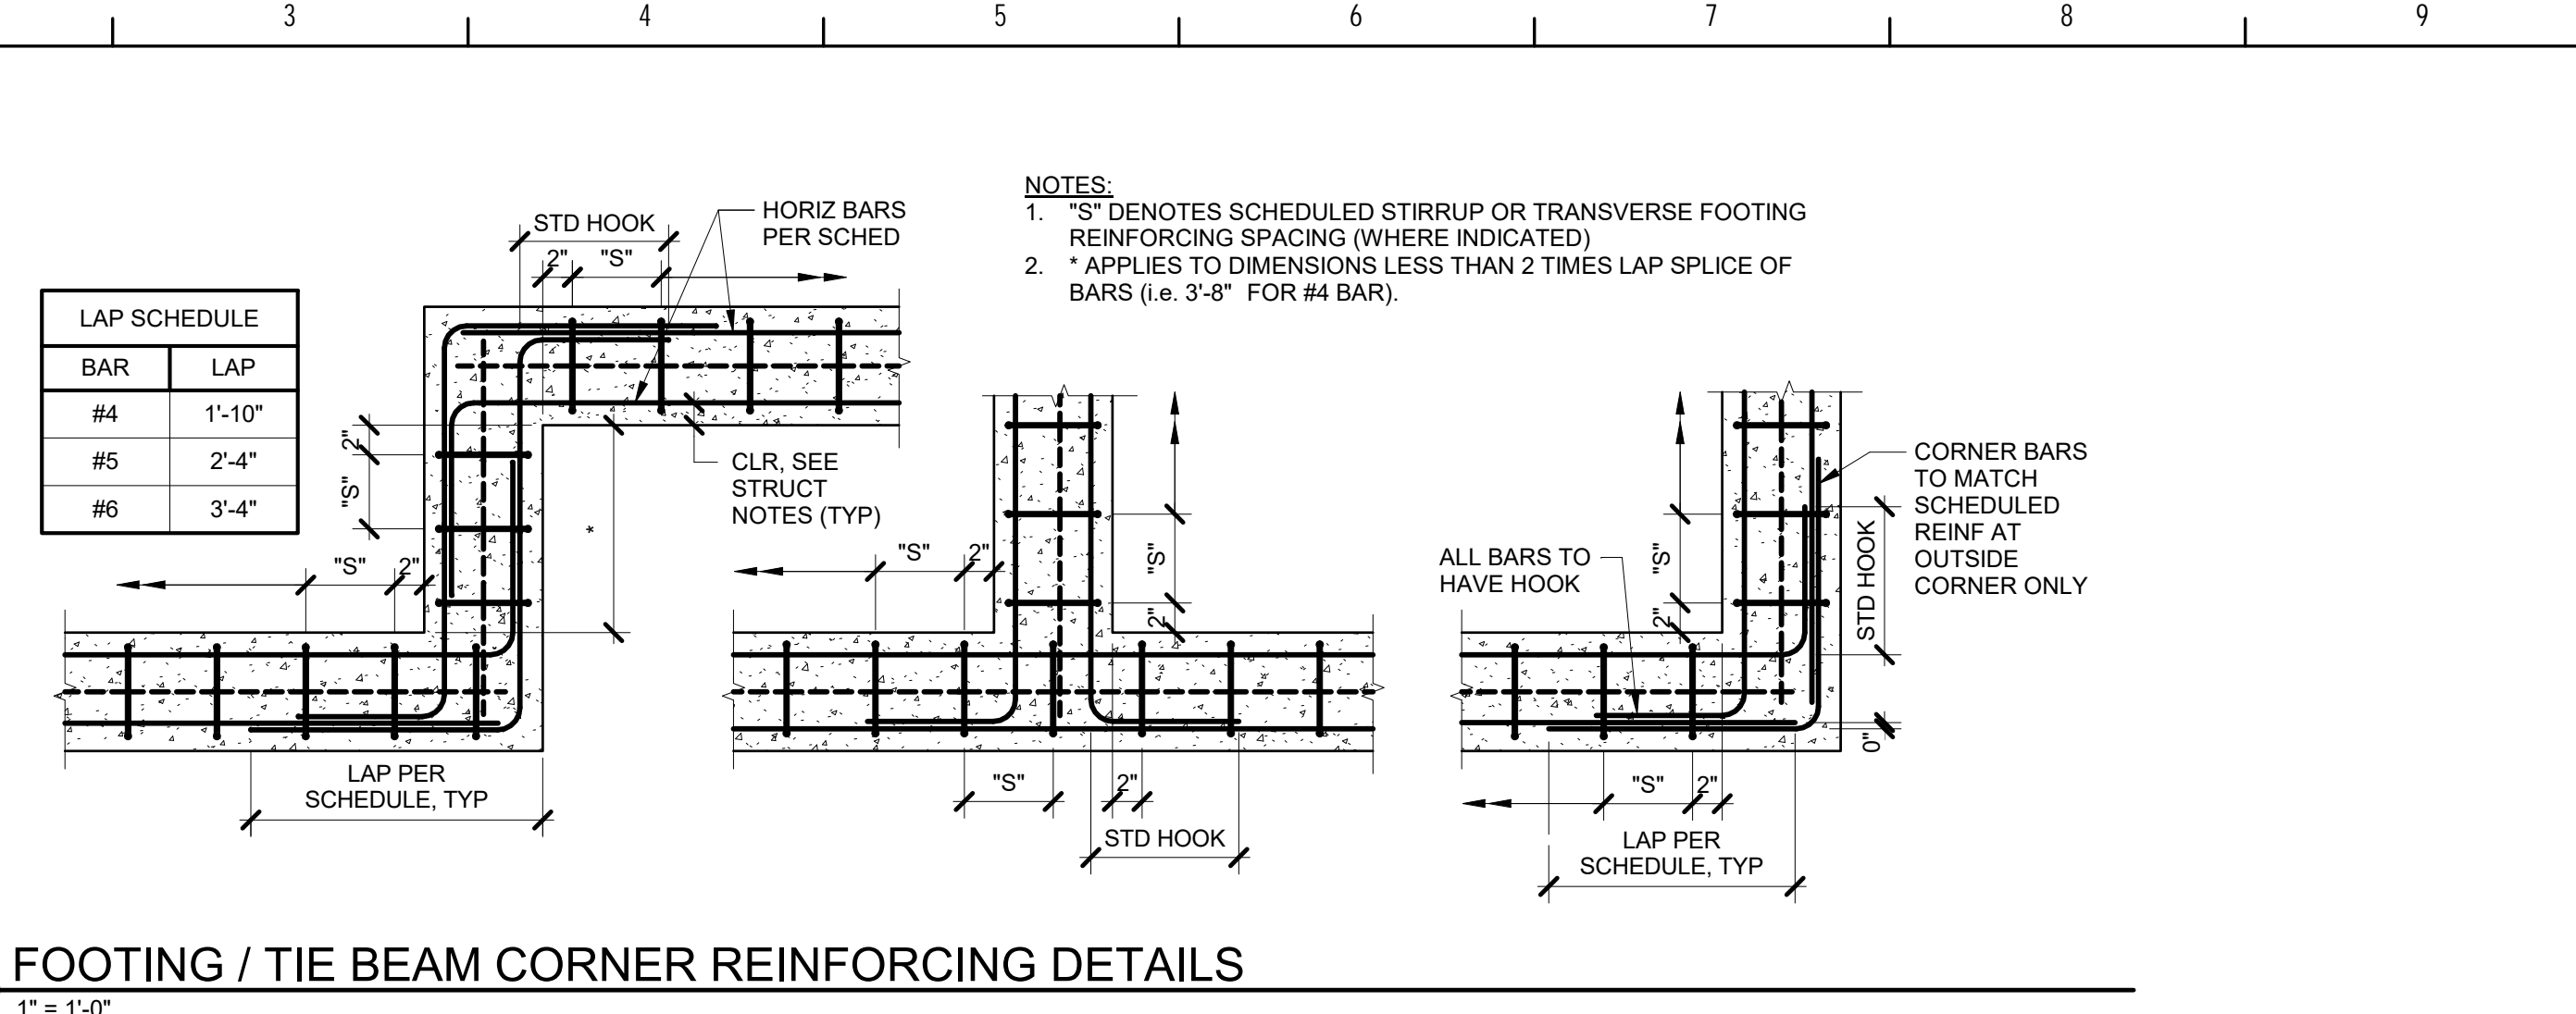 3 4 5 6 7 8 9
NOTES:
1. "S" DENOTES SCHEDULED STIRRUP OR TRANSVERSE FOOTING
REINFORCING SPACING (WHERE INDICATED)
2. * APPLIES TO DIMENSIONS LESS THAN 2 TIMES LAP SPLICE OF
BARS (i.e. 3'-8" FOR #4 BAR).
LAP SCHEDULE
BAR LAP
#4 1'-10"
#5 2'-4"
#6 3'-4"
STD HOOK
2" "S"
HORIZ BARS
PER SCHED
2"
"S"
*
CLR, SEE
STRUCT
NOTES (TYP)
"S" 2"
LAP PER
SCHEDULE, TYP
"S" 2"
"S"
2"
"S" 2"
STD HOOK
ALL BARS TO
HAVE HOOK
"S"
2"
CORNER BARS
TO MATCH
SCHEDULED
REINF AT
OUTSIDE
CORNER ONLY
STD HOOK
0"
"S" 2"
LAP PER
SCHEDULE, TYP
FOOTING / TIE BEAM CORNER REINFORCING DETAILS
1" = 1'-0"